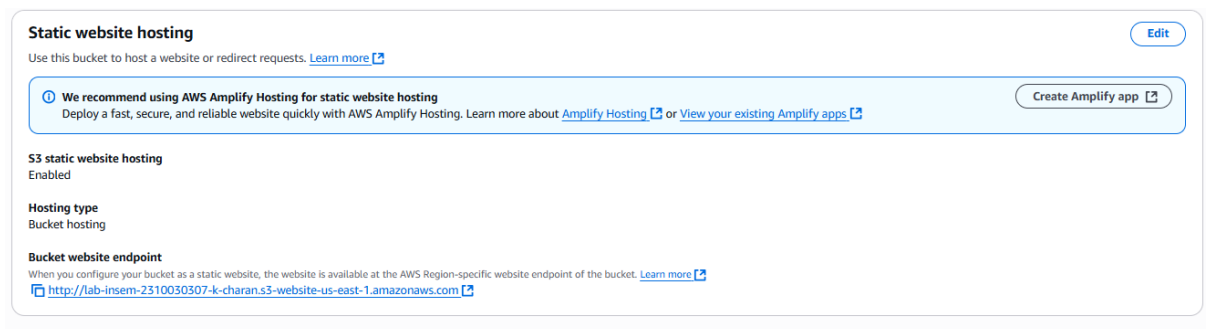 Static website hosting
Edit
Use this bucket to host a website or redirect requests. Learn more
We recommend using AWS Amplify Hosting for static website hosting
Create Amplify app
Deploy a fast, secure, and reliable website quickly with AWS Amplify Hosting. Learn more about Amplify Hosting or View your existing Amplify apps
S3 static website hosting
Enabled
Hosting type
Bucket hosting
Bucket website endpoint
When you configure your bucket as a static website, the website is available at the AWS Region-specific website endpoint of the bucket. Learn more
http://lab-insem-2310030307-k-charan.s3-website-us-east-1.amazonaws.com